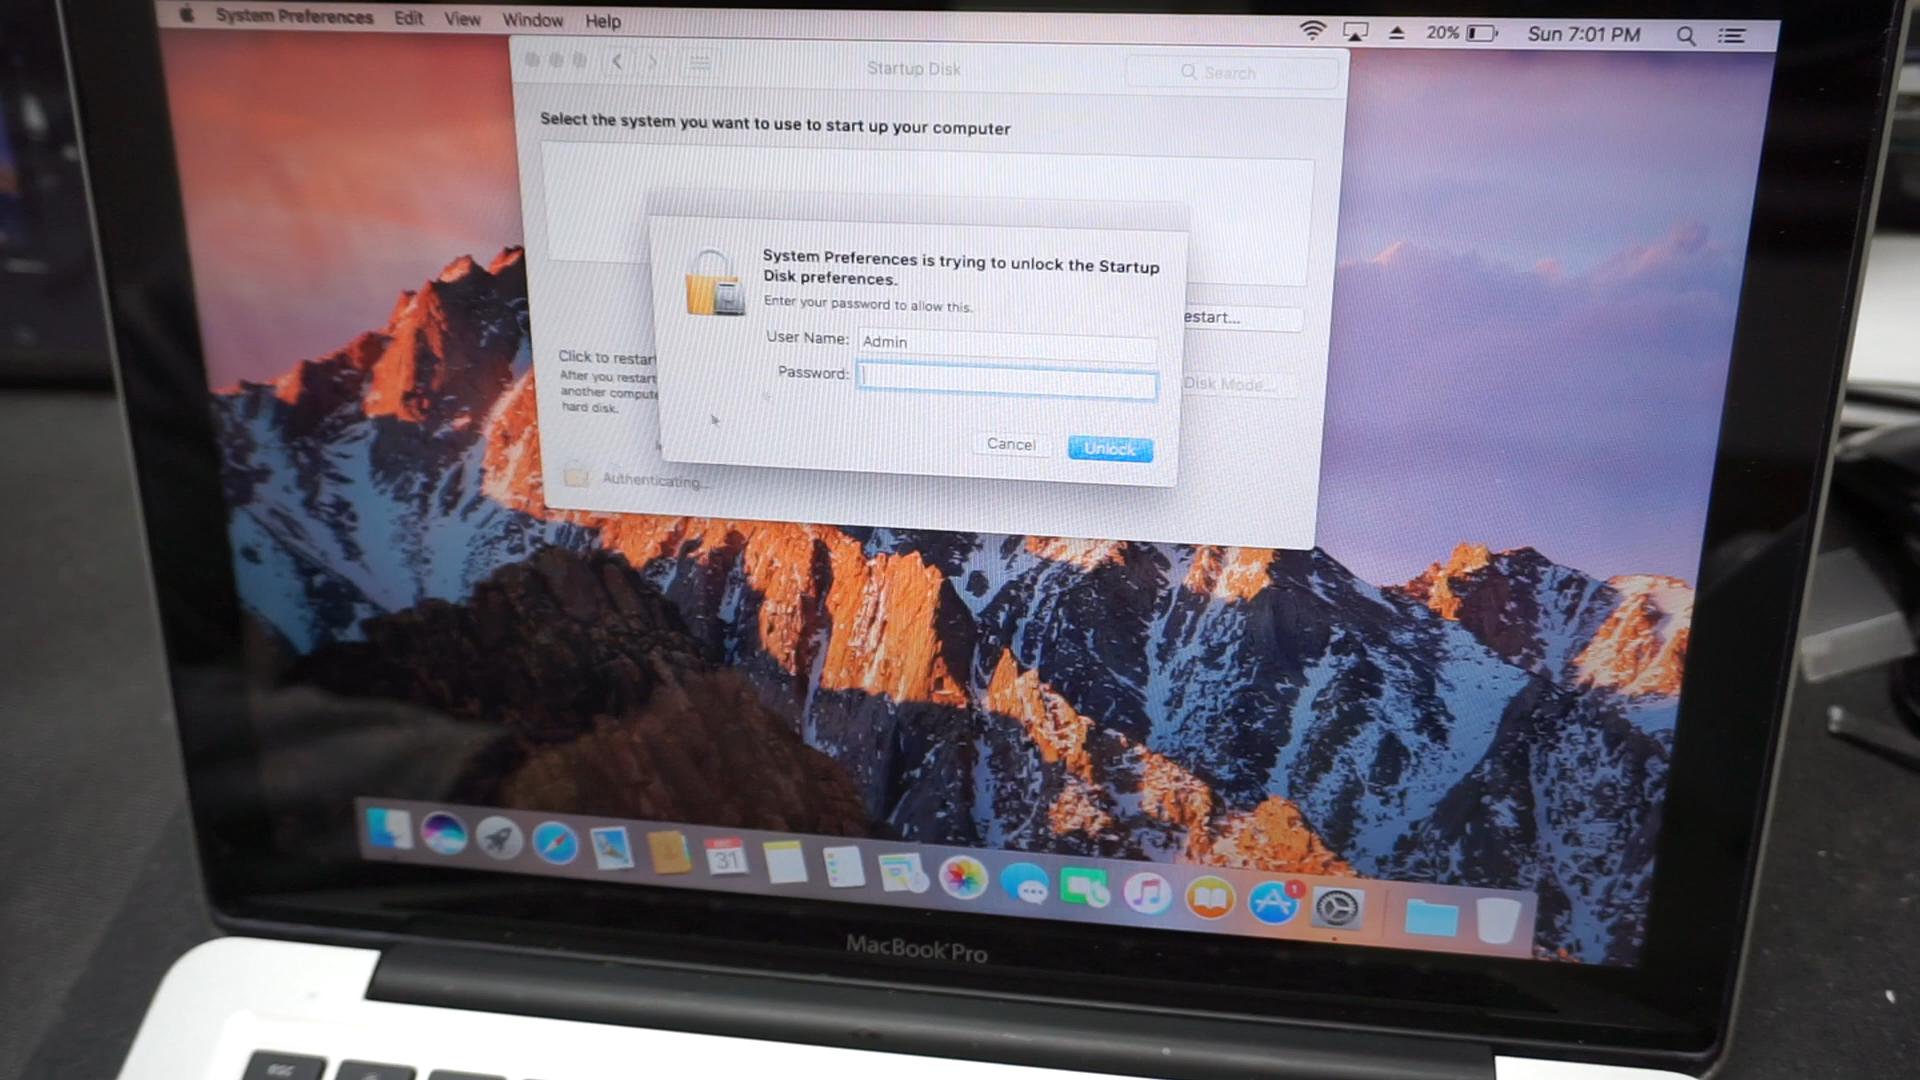 System Preferences Edit View Window Help
20% Sun 7:01 PM
Startup Disk
Search
Select the system you want to use to start up your computer
System Preferences is trying to unlock the Startup
Disk preferences.
Enter your password to allow this.
User Name: Admin
Password:
Cancel Unlock
estart...
Click to restar
After you restart
another compute
hard disk.
Disk Mode...
Authenticating...
31
1
MacBook Pro
esc